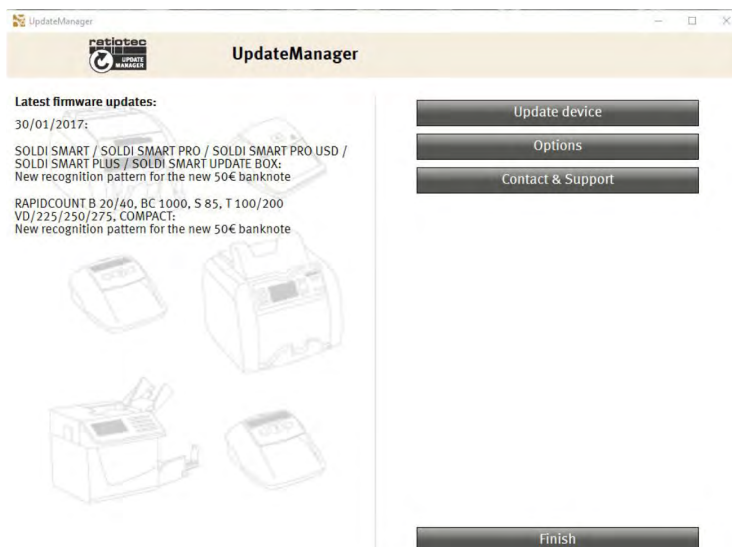 UpdateManager
ratiotec
UPDATE
MANAGER
UpdateManager
Latest firmware updates:
30/01/2017:
SOLDI SMART / SOLDI SMART PRO / SOLDI SMART PRO USD /
SOLDI SMART PLUS / SOLDI SMART UPDATE BOX:
New recognition pattern for the new 50€ banknote
RAPIDCOUNT B 20/40, BC 1000, S 85, T 100/200
VD/225/250/275, COMPACT:
New recognition pattern for the new 50€ banknote
Update device
Options
Contact & Support
Finish